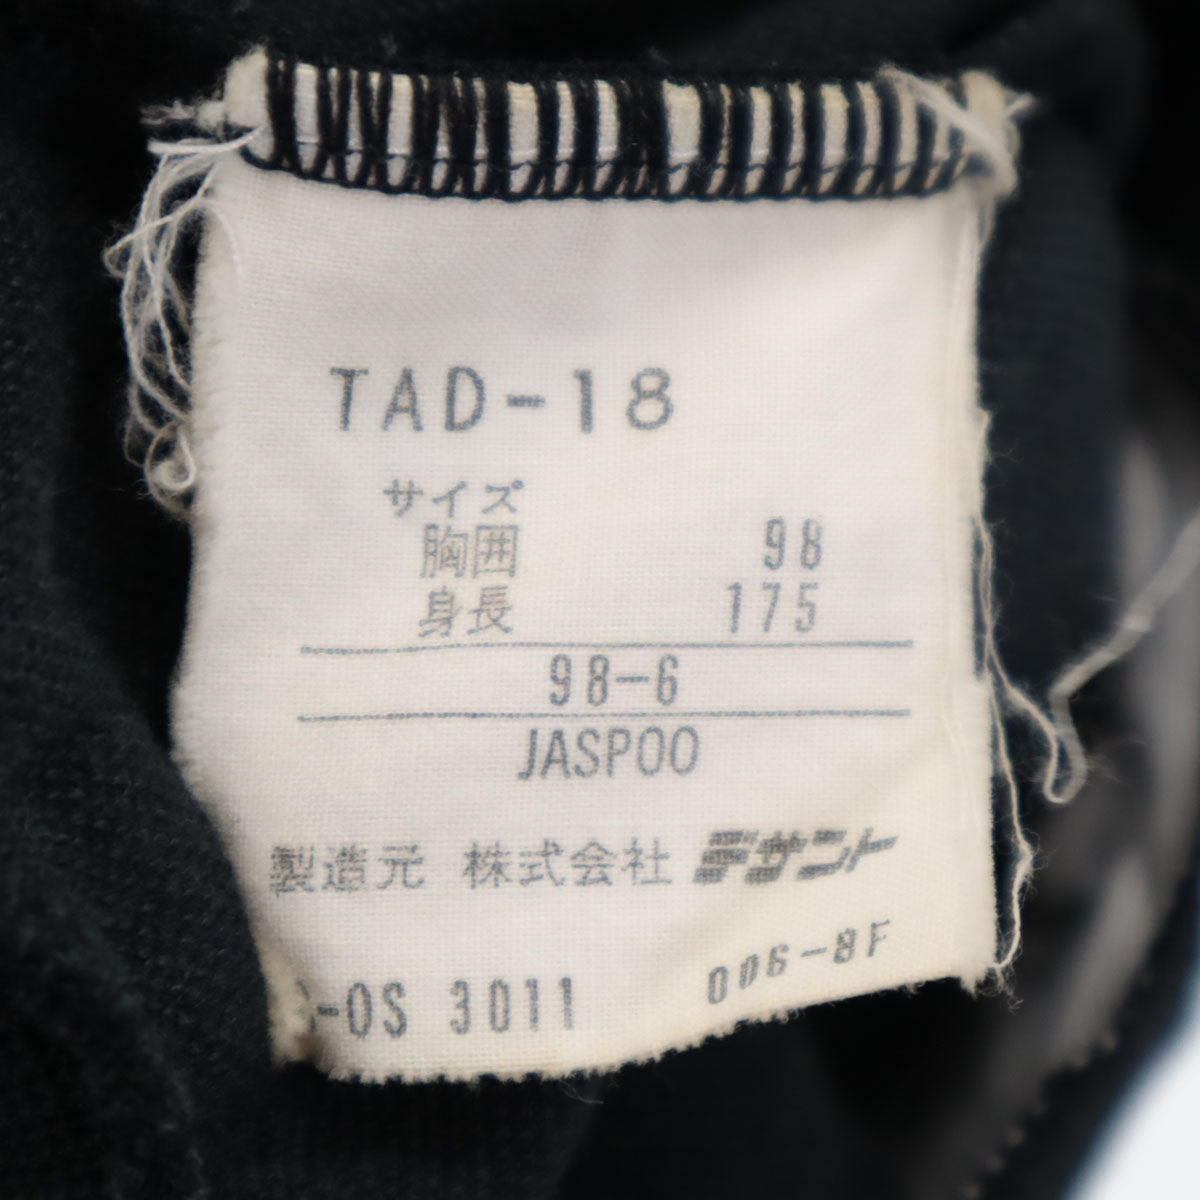 TAD-18
サイズ
胸囲 98
身長 175
98-6
JASPOO
製造元 株式会社 デサント
-OS 3011 006-8F